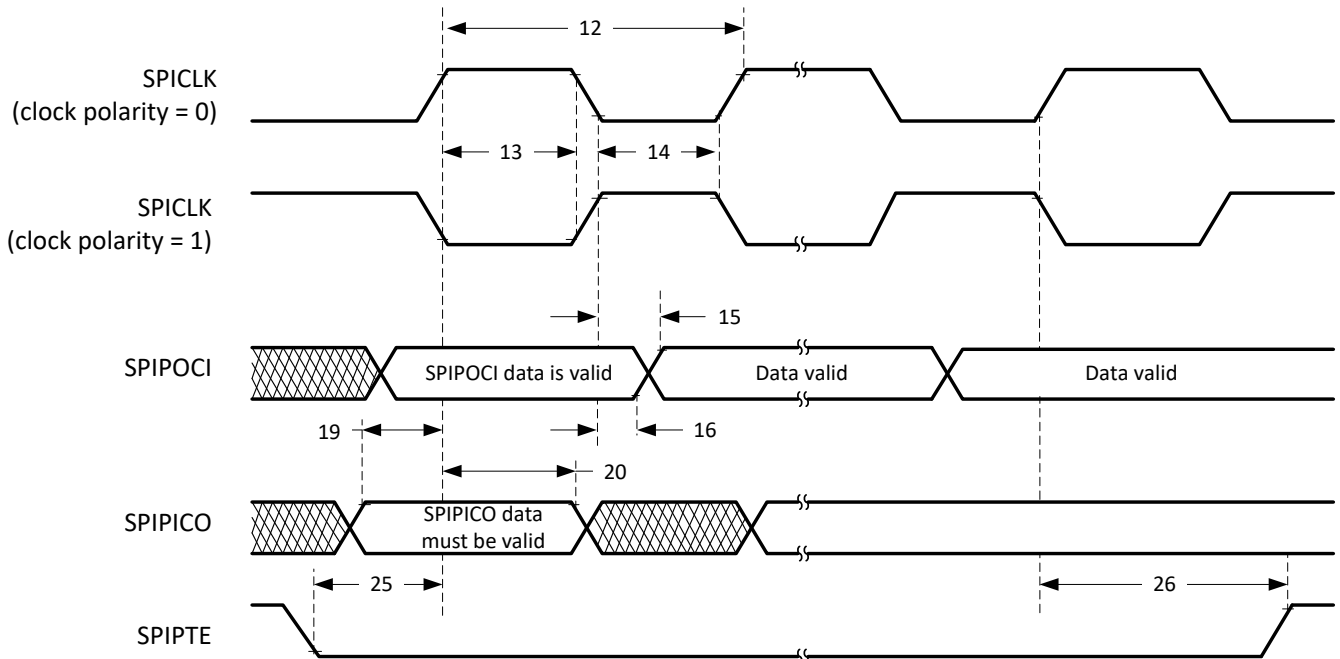 12
SPICLK
(clock polarity = 0)
13
14
SPICLK
(clock polarity = 1)
15
SPIPOCI
SPIPOCI data is valid
Data valid
Data valid
19
16
20
SPIPICO
SPIPICO data
must be valid
25
26
SPIPTE